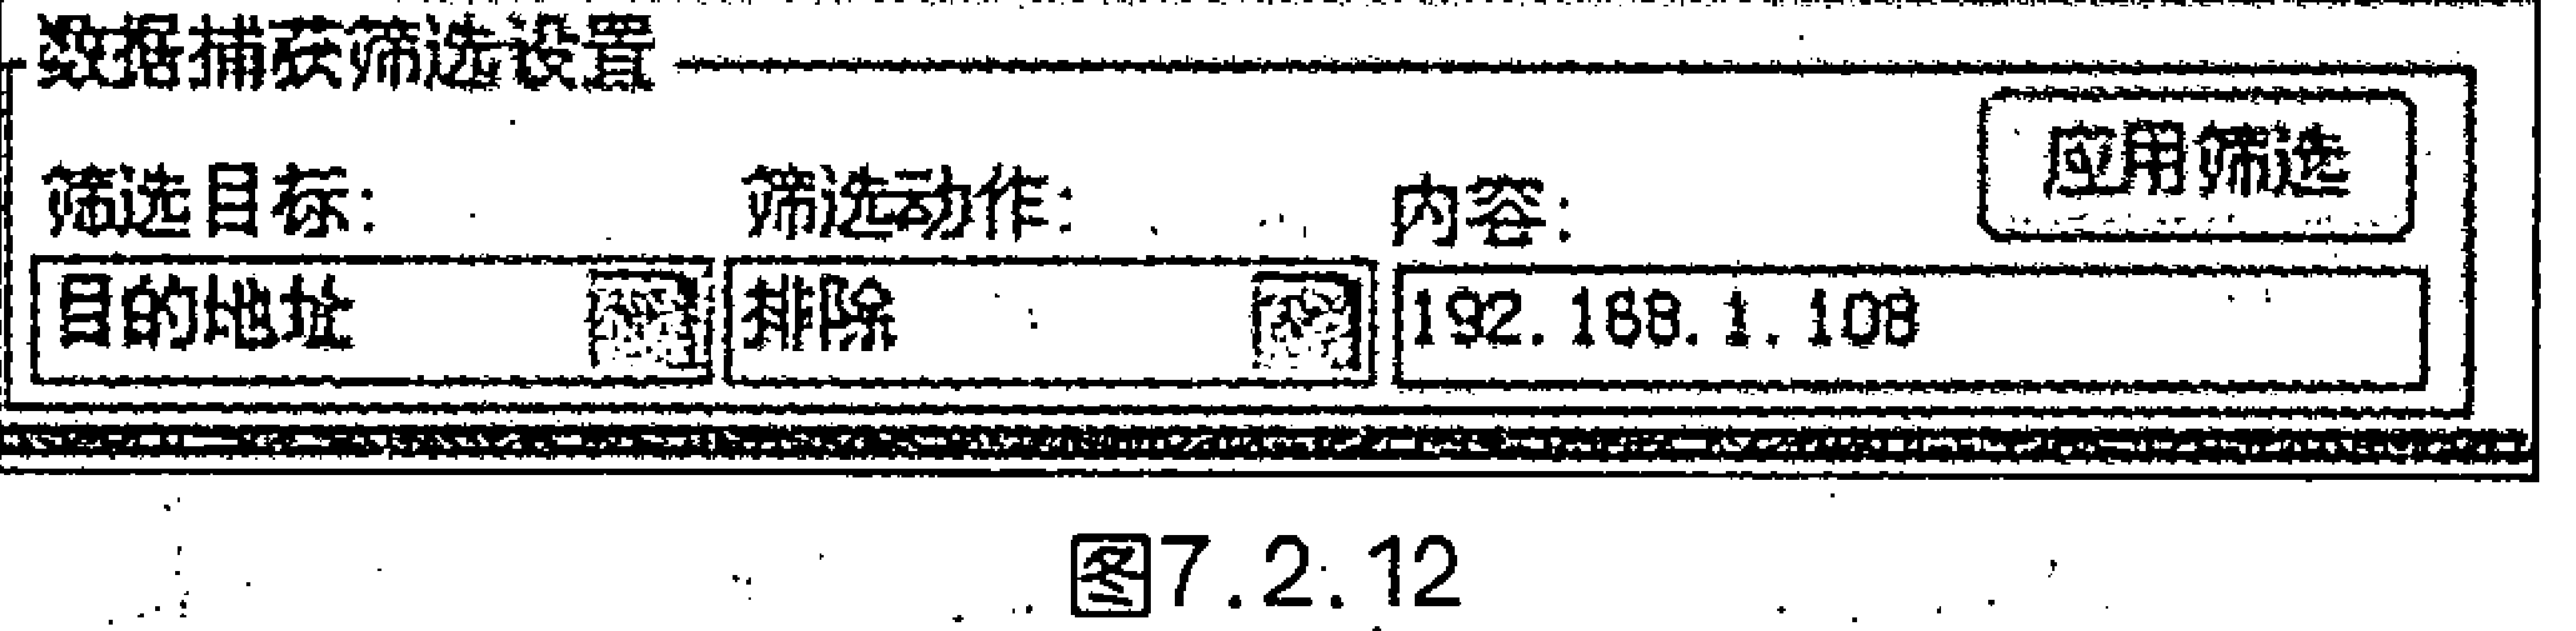 数据捕获筛选设置
应用筛选
筛选目标: 筛选动作: 内容:
目的地址 排除 192.168.1.108
图7.2.12